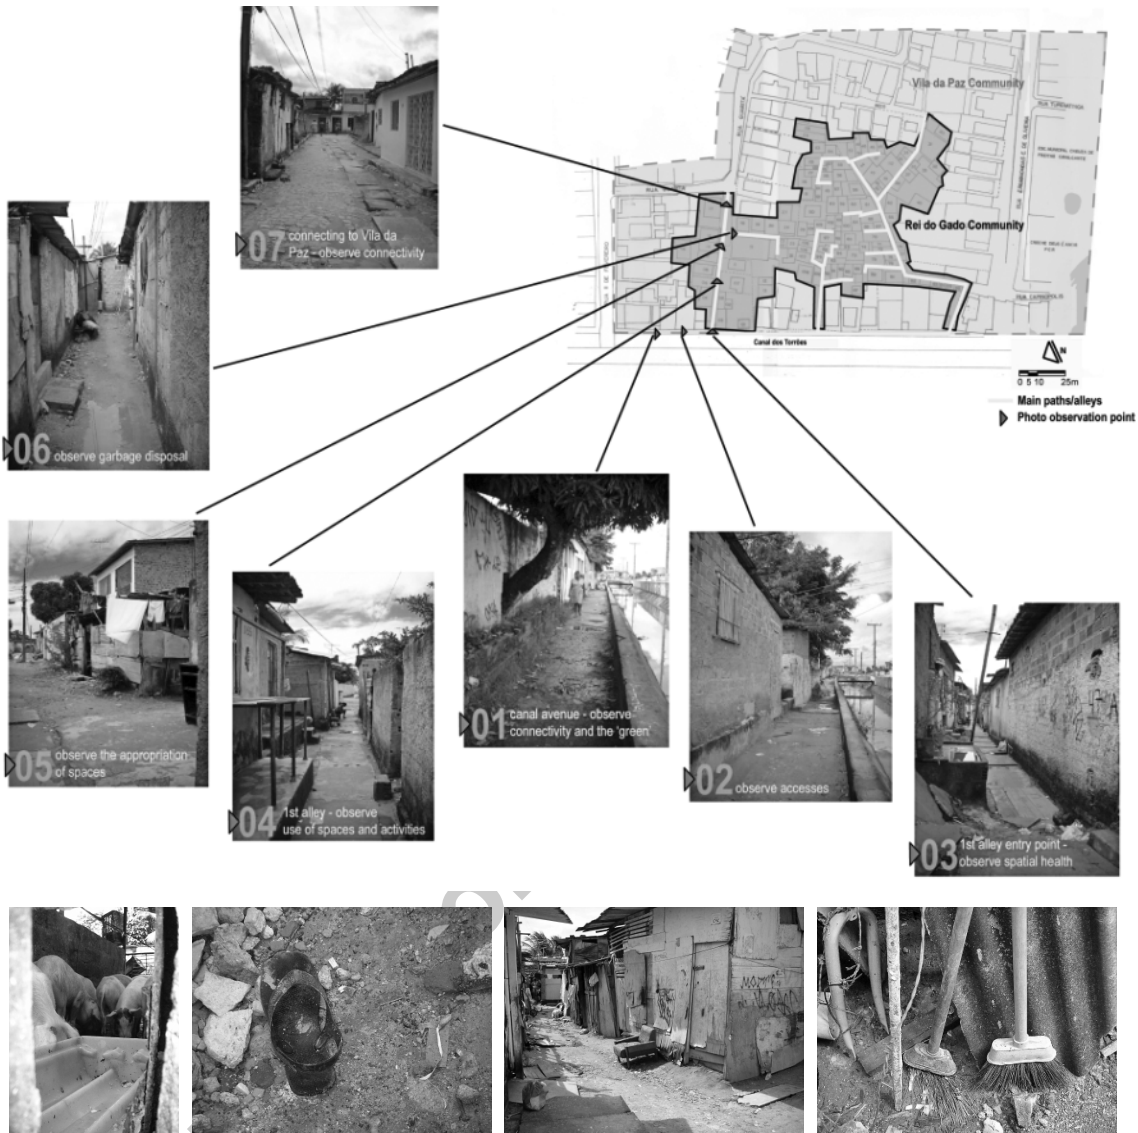 07 connecting to Vila da
Paz - observe connectivity
06 observe garbage disposal
05 observe the appropriation
of spaces
04 1st alley - observe
use of spaces and activities
01 canal avenue - observe
connectivity and the 'green'
02 observe accesses
03 1st alley entry point -
observe spatial health
Vila da Paz Community
Rei do Gado Community
Canal dos Torrões
N
0 5 10 25m
Main paths/alleys
Photo observation point